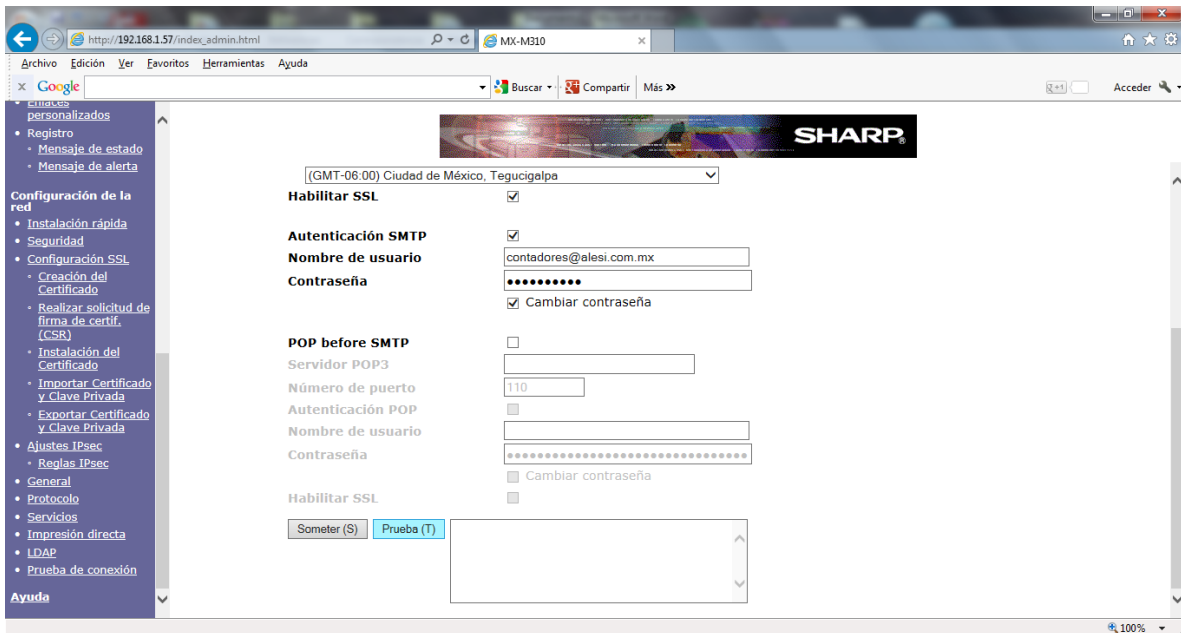 http://192.168.1.57/index_admin.html
MX-M310
Archivo Edición Ver Favoritos Herramientas Ayuda
x Google Buscar Compartir Más » Acceder
Enlaces
personalizados
Registro
Mensaje de estado
Mensaje de alerta
Configuración de la
red
Instalación rápida
Seguridad
Configuración SSL
Creación del
Certificado
Realizar solicitud de
firma de certif.
(CSR)
Instalación del
Certificado
Importar Certificado
y Clave Privada
Exportar Certificado
y Clave Privada
Ajustes IPsec
Reglas IPsec
General
Protocolo
Servicios
Impresión directa
LDAP
Prueba de conexión
Ayuda
SHARP
(GMT-06:00) Ciudad de México, Tegucigalpa
Habilitar SSL
Autenticación SMTP
Nombre de usuario contadores@alesi.com.mx
Contraseña ••••••••••
Cambiar contraseña
POP before SMTP
Servidor POP3
Número de puerto 110
Autenticación POP
Nombre de usuario
Contraseña
Cambiar contraseña
Habilitar SSL
Someter (S) Prueba (T)
100%